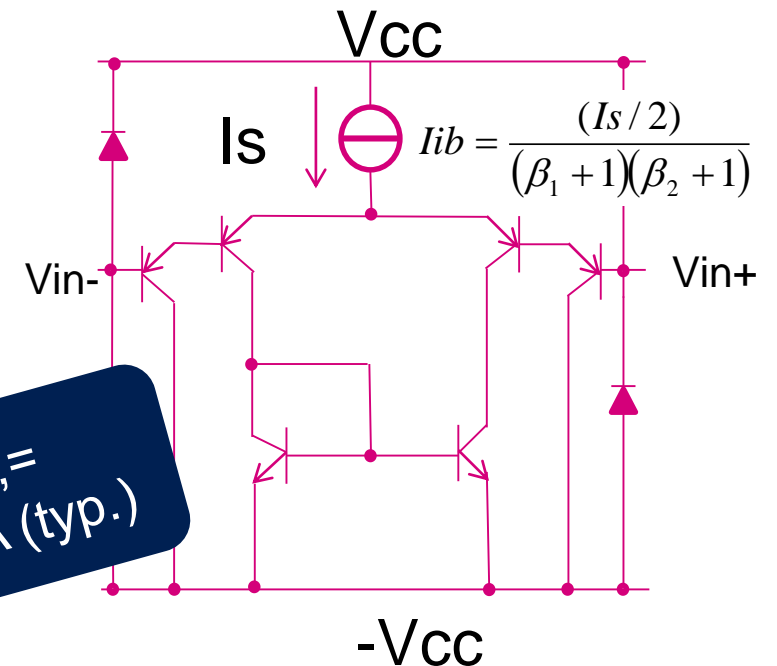 Vcc
Is
Iib = (Is / 2) / (β₁ + 1)(β₂ + 1)
Vin-
Vin+
=
(typ.)
-Vcc